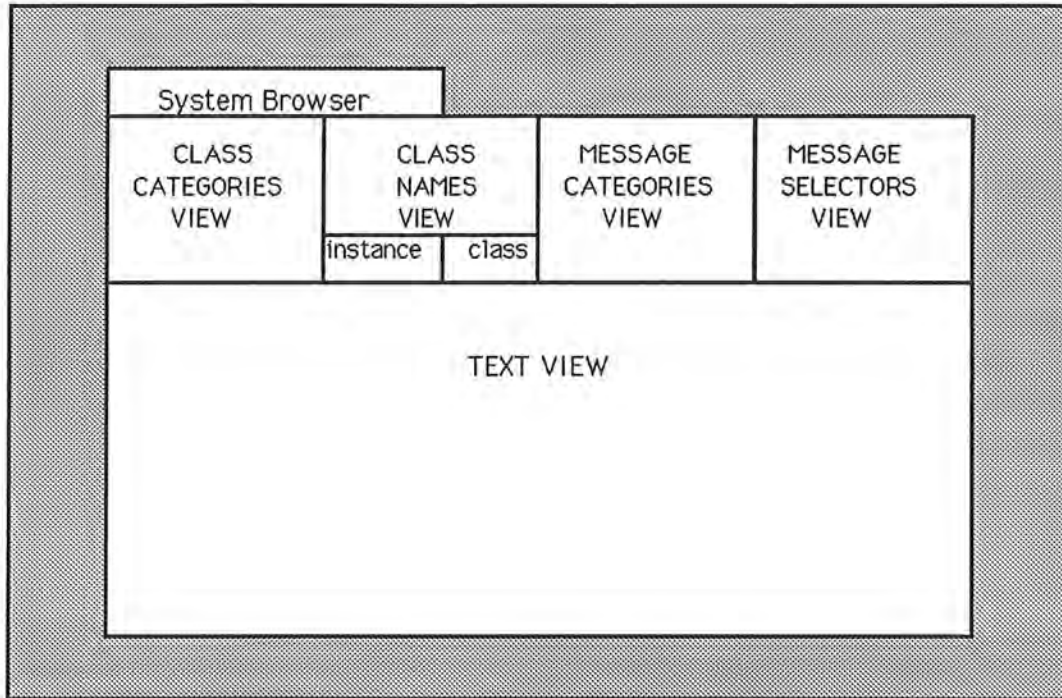 System Browser
CLASS
CATEGORIES
VIEW
CLASS
NAMES
VIEW
instance
class
MESSAGE
CATEGORIES
VIEW
MESSAGE
SELECTORS
VIEW
TEXT VIEW